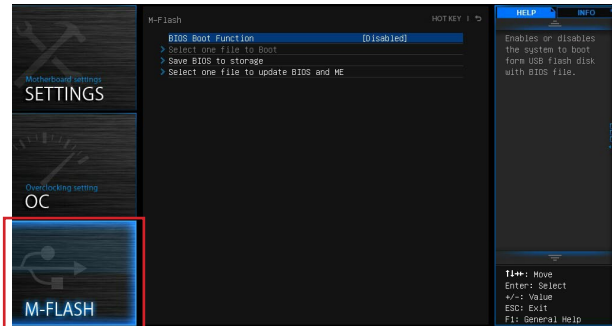 M-Flash
HOT KEY | ⮌
BIOS Boot Function [Disabled]
Select one file to Boot
Save BIOS to storage
Select one file to update BIOS and ME
Motherboard settings
SETTINGS
Overclocking setting
OC
M-FLASH
HELP
INFO
Enables or disables
the system to boot
form USB flash disk
with BIOS file.
↑↓→←: Move
Enter: Select
+/-: Value
ESC: Exit
F1: General Help